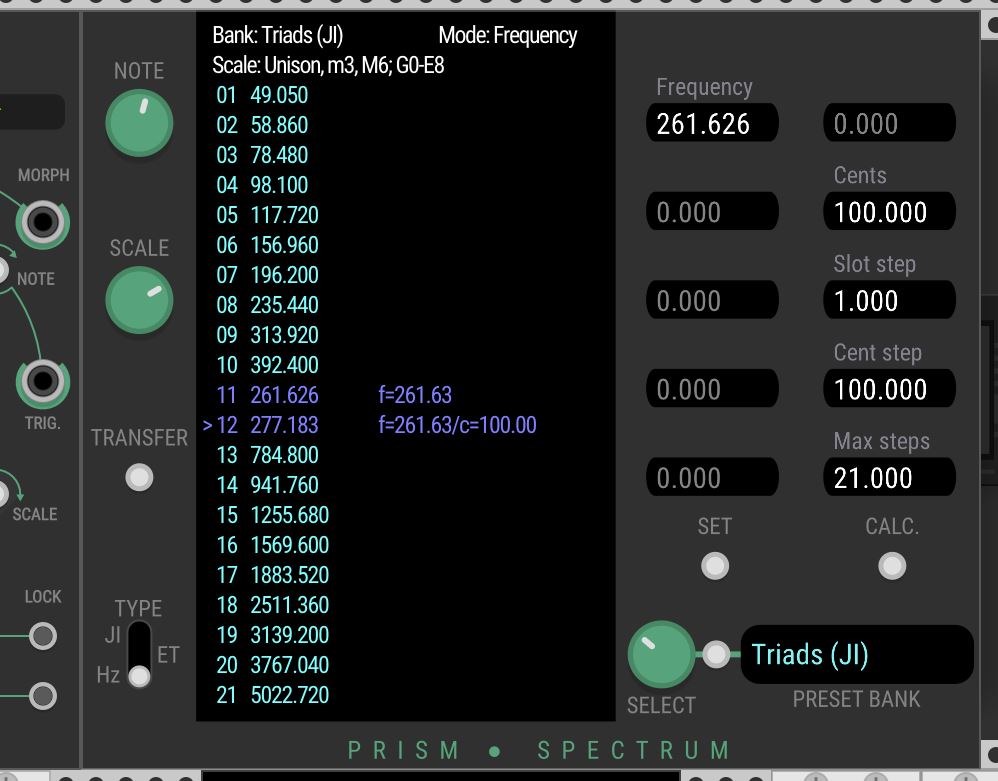 MORPH
NOTE
TRIG.
SCALE
LOCK
NOTE
SCALE
TRANSFER
TYPE
JI
ET
Hz
Bank: Triads (JI) Mode: Frequency
Scale: Unison, m3, M6; G0-E8
01 49.050
02 58.860
03 78.480
04 98.100
05 117.720
06 156.960
07 196.200
08 235.440
09 313.920
10 392.400
11 261.626 f=261.63
>12 277.183 f=261.63/c=100.00
13 784.800
14 941.760
15 1255.680
16 1569.600
17 1883.520
18 2511.360
19 3139.200
20 3767.040
21 5022.720
Frequency
261.626 0.000
Cents
0.000 100.000
Slot step
0.000 1.000
Cent step
0.000 100.000
Max steps
0.000 21.000
SET CALC.
Triads (JI)
SELECT PRESET BANK
PRISM • SPECTRUM